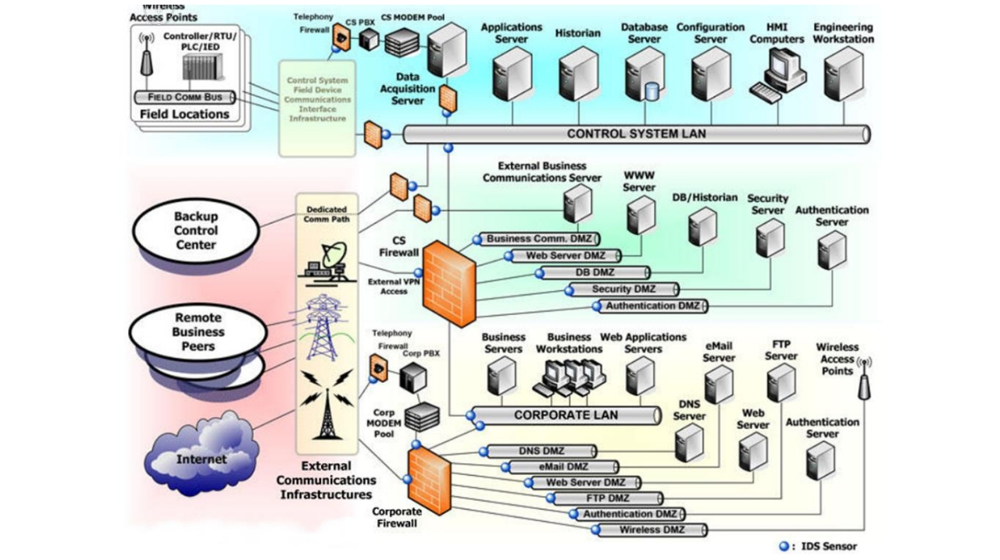 Wireless
Access Points
Controller/RTU/
PLC/IED
FIELD COMM BUS
Field Locations
Telephony
Firewall
CS PBX
CS MODEM Pool
Control System
Field Device
Communications
Interface
Infrastructure
Data
Acquisition
Server
Applications
Server
Historian
Database
Server
Configuration
Server
HMI
Computers
Engineering
Workstation
CONTROL SYSTEM LAN
Backup
Control
Center
Dedicated
Comm Path
External Business
Communications Server
WWW
Server
DB/Historian
Security
Server
Authentication
Server
CS
Firewall
External VPN
Access
Business Comm. DMZ
Web Server DMZ
DB DMZ
Security DMZ
Authentication DMZ
Remote
Business
Peers
Telephony
Firewall
Corp PBX
Business
Servers
Business
Workstations
Web Applications
Servers
eMail
Server
FTP
Server
Wireless
Access
Points
Corp
MODEM
Pool
CORPORATE LAN
DNS
Server
Web
Server
Authentication
Server
Internet
External
Communications
Infrastructures
Corporate
Firewall
DNS DMZ
eMail DMZ
Web Server DMZ
FTP DMZ
Authentication DMZ
Wireless DMZ
: IDS Sensor